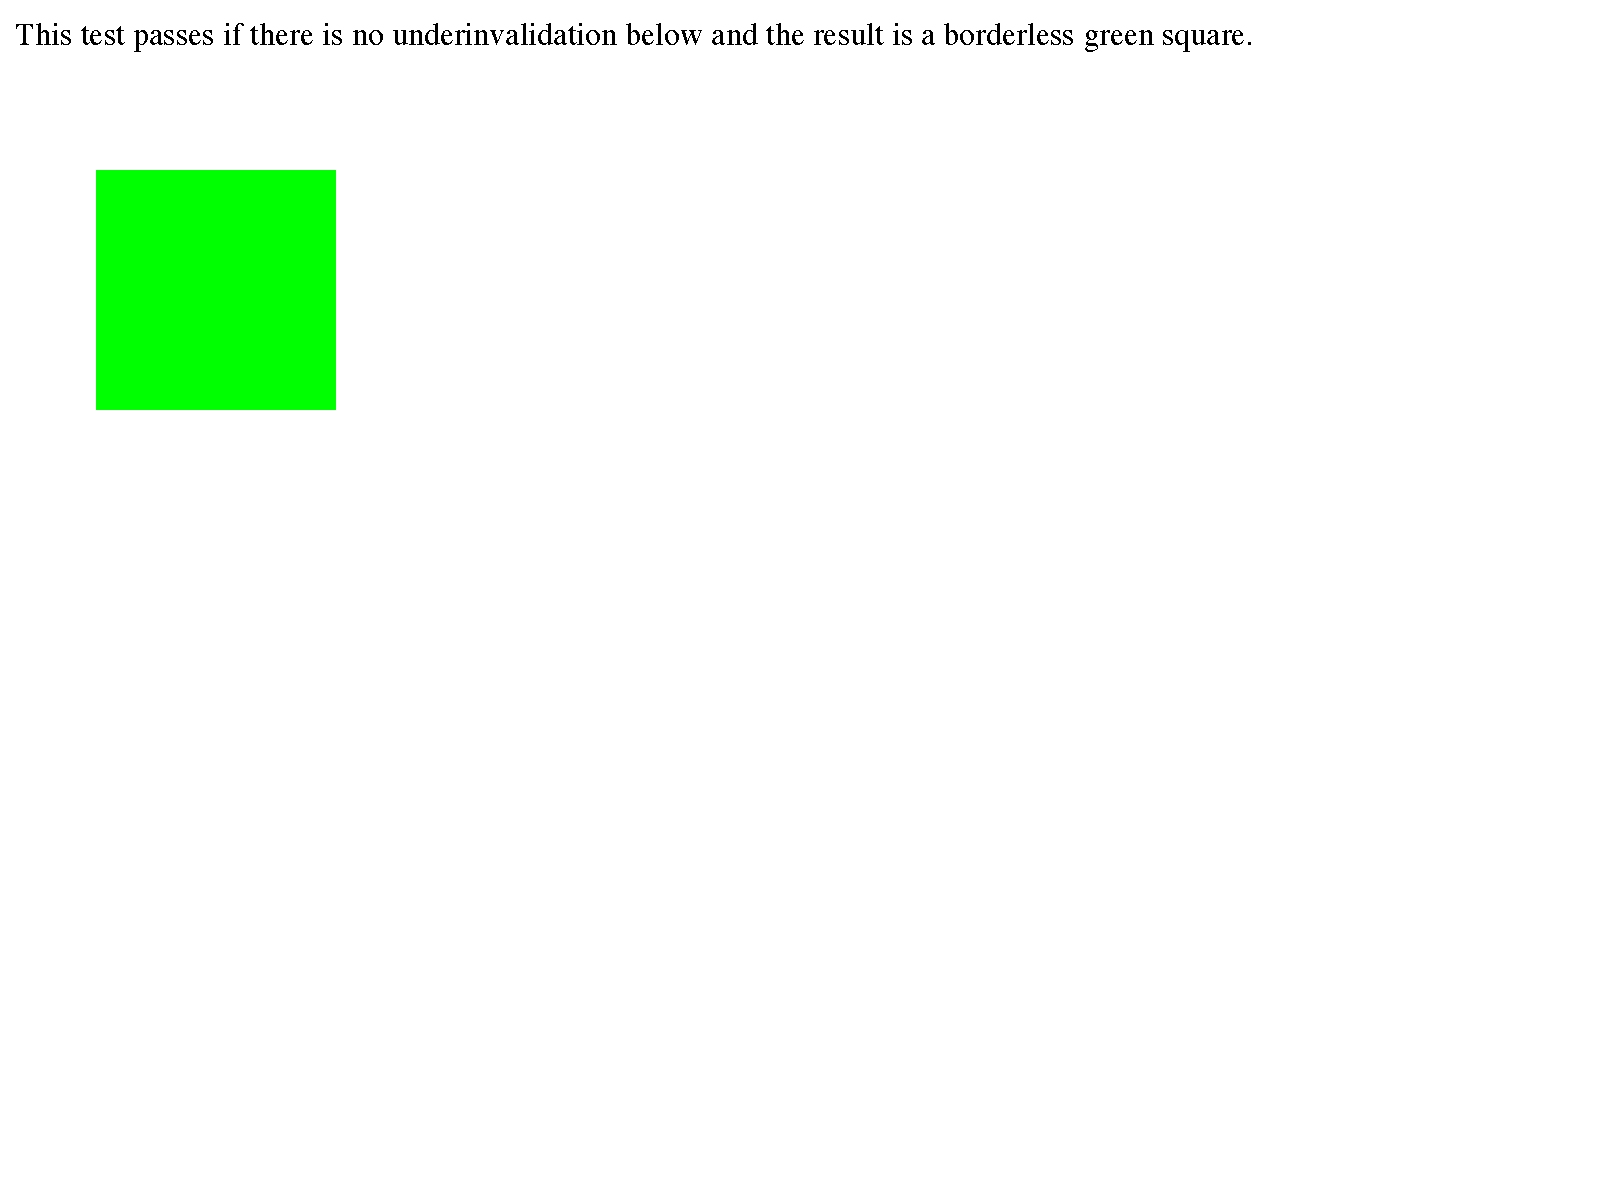 This test passes if there is no underinvalidation below and the result is a borderless green square.